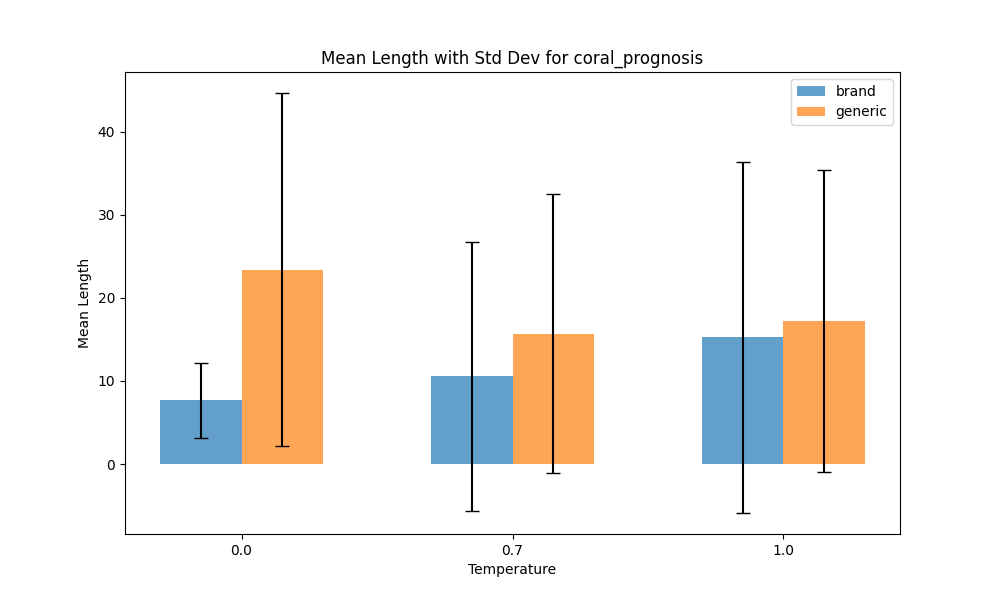 Mean Length with Std Dev for coral_prognosis
brand
generic
Mean Length
40
30
20
10
0
0.0
0.7
1.0
Temperature